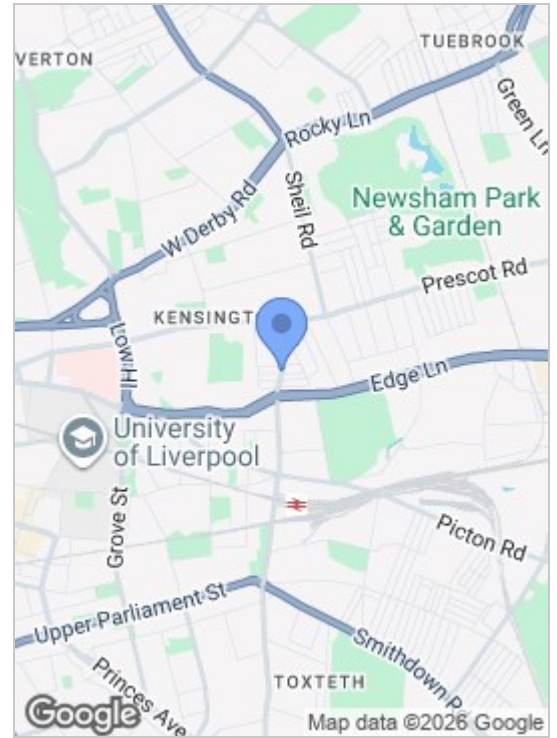 TUEBROOK
VERTON
Green Ln
Rocky Ln
Sheil Rd
W Derby Rd
Newsham Park
& Garden
Prescot Rd
KENSINGT
Low Hill
Edge Ln
University
of Liverpool
Grove St
Picton Rd
Upper Parliament St
Smithdown R
Princes Ave
TOXTETH
Google
Map data ©2026 Google